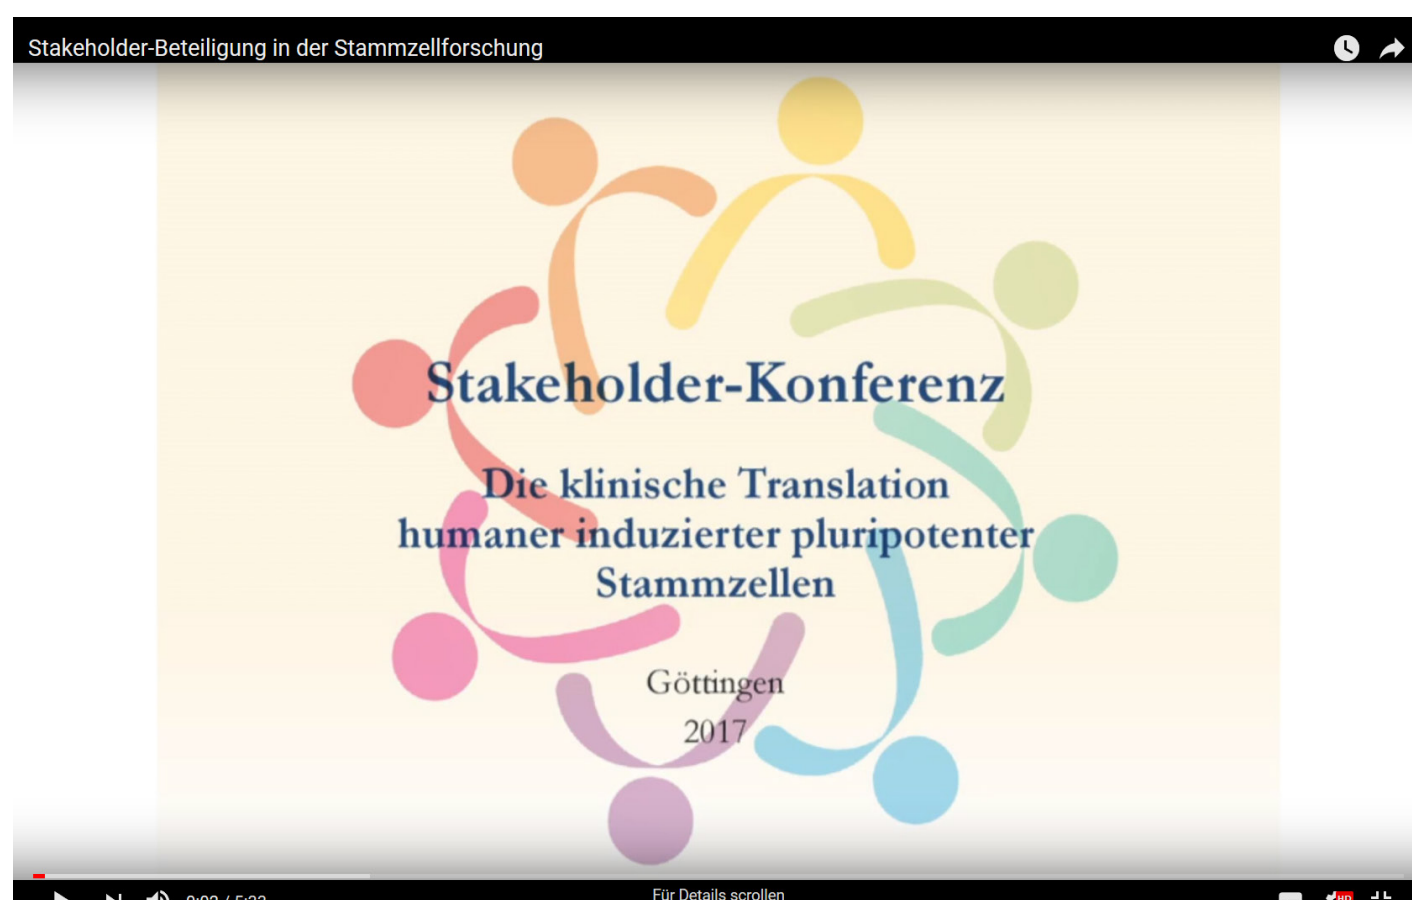 Stakeholder-Beteiligung in der Stammzellforschung
Stakeholder-Konferenz
Die klinische Translation
humaner induzierter pluripotenter
Stammzellen
Göttingen
2017
Für Details scrollen
HD